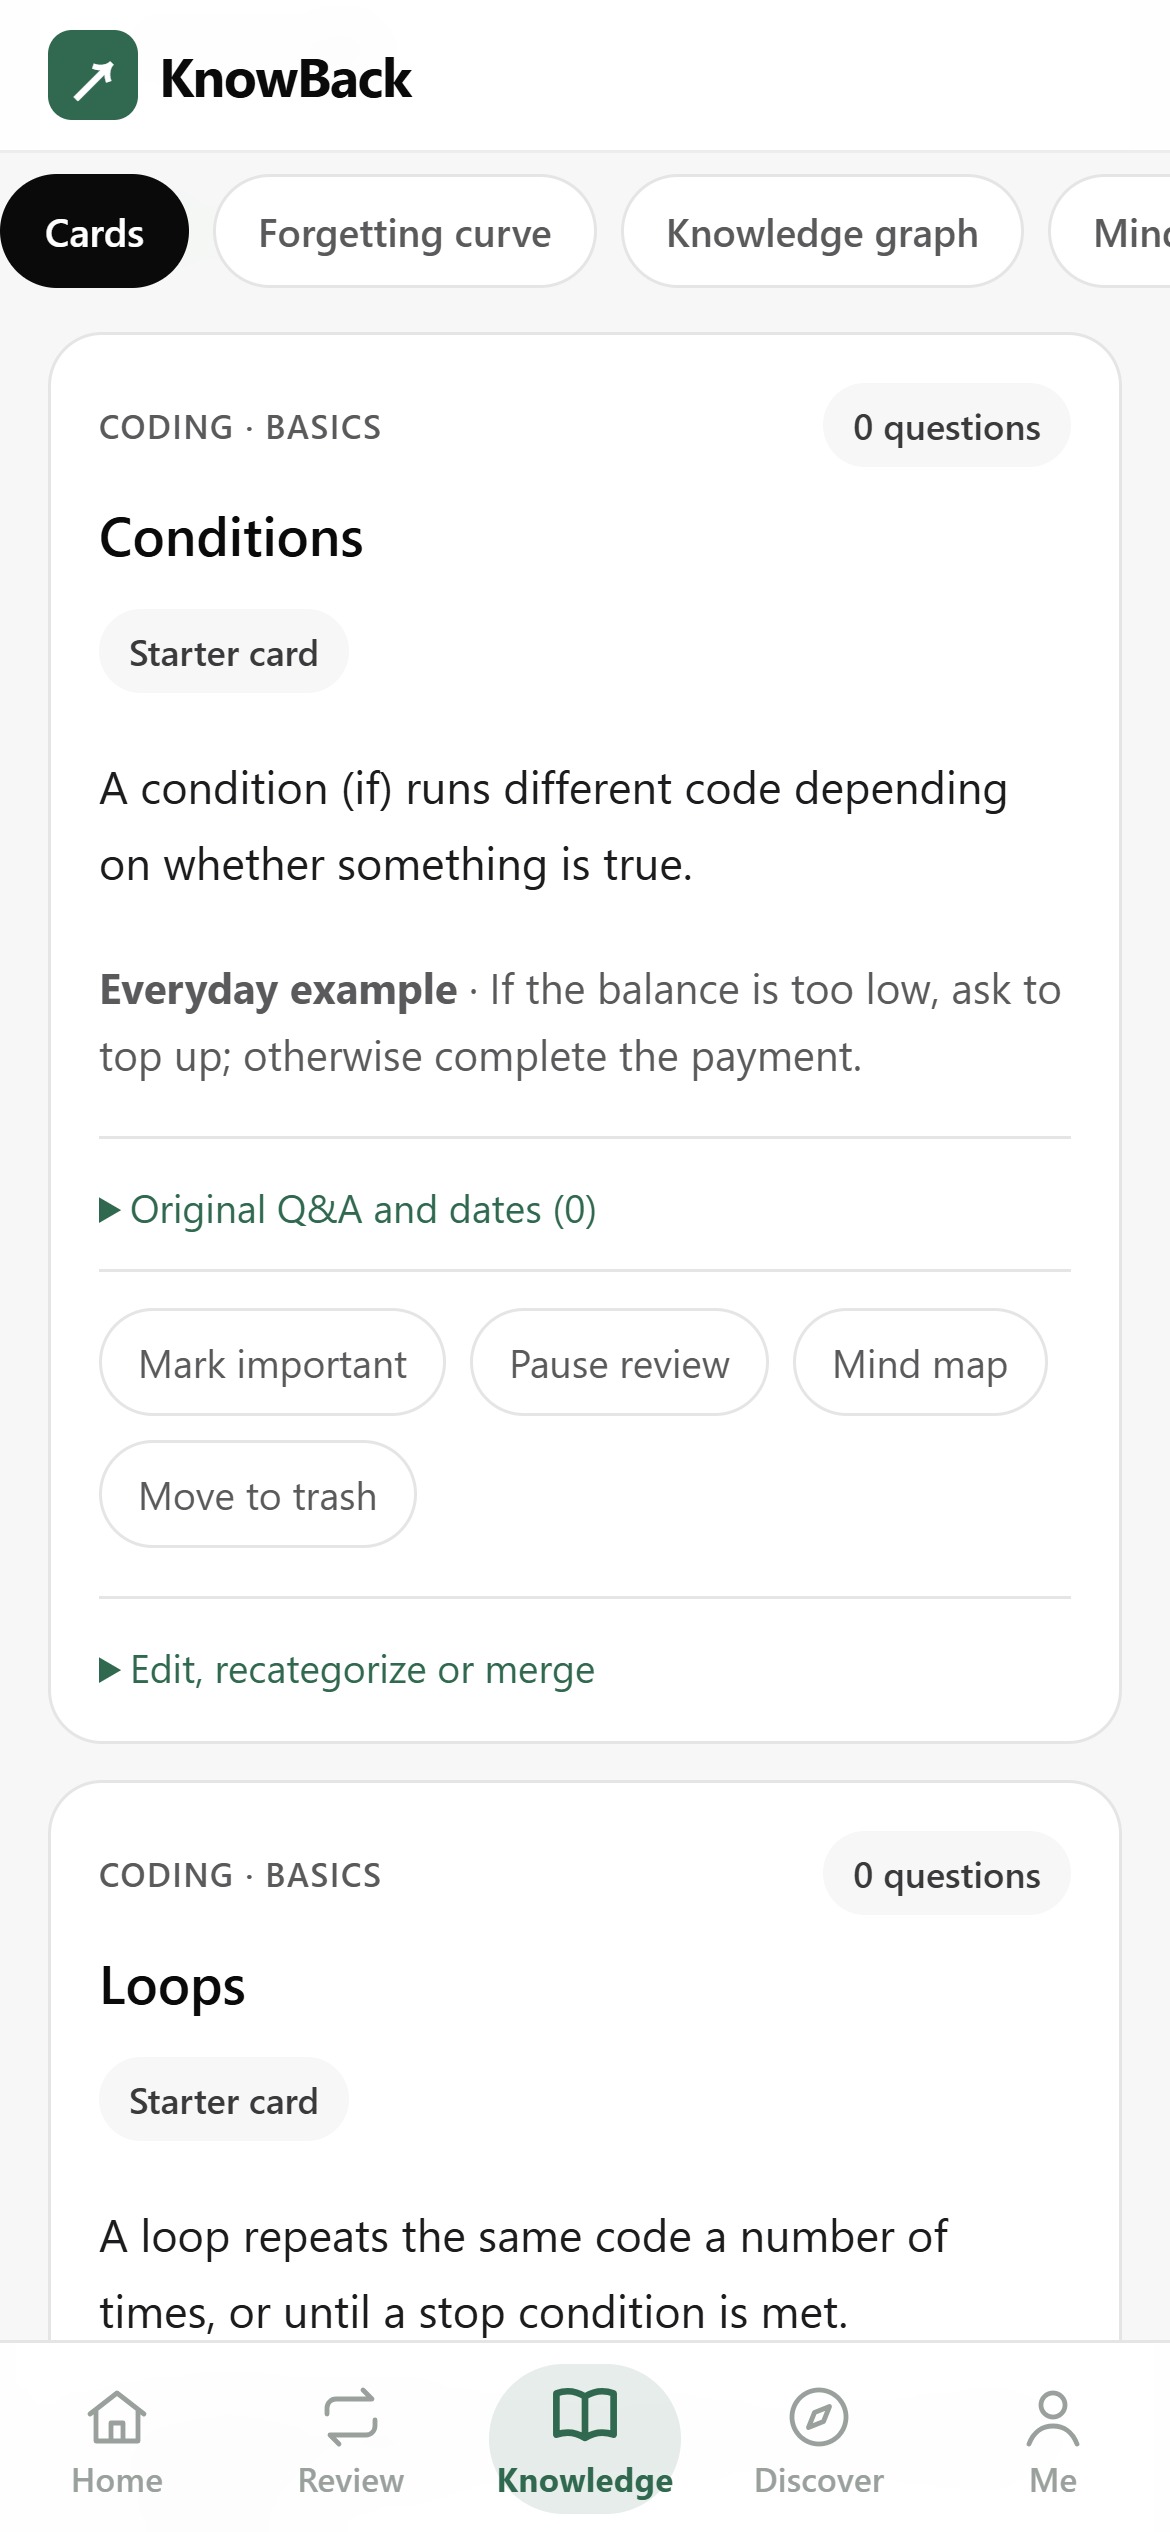 KnowBack
Cards
Forgetting curve
Knowledge graph
CODING · BASICS
0 questions
Conditions
Starter card
A condition (if) runs different code depending
on whether something is true.
Everyday example · If the balance is too low, ask to
top up; otherwise complete the payment.
Original Q&A and dates (0)
Mark important
Pause review
Mind map
Move to trash
Edit, recategorize or merge
CODING · BASICS
0 questions
Loops
Starter card
A loop repeats the same code a number of
times, or until a stop condition is met.
Home
Review
Knowledge
Discover
Me